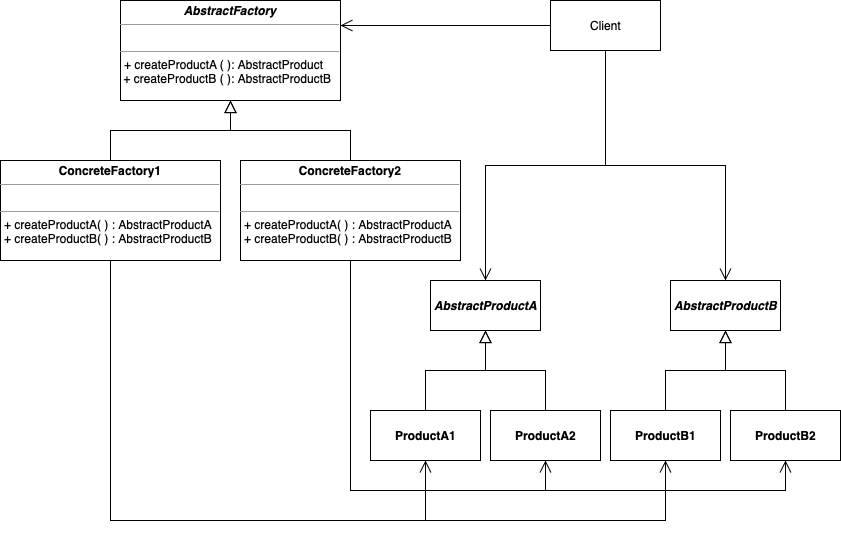 AbstractFactory
Client
+ createProductA ( ): AbstractProduct
+ createProductB ( ): AbstractProductB
ConcreteFactory1
ConcreteFactory2
+ createProductA( ) : AbstractProductA
+ createProductB( ) : AbstractProductB
+ createProductA( ) : AbstractProductA
+ createProductB( ) : AbstractProductB
AbstractProductA
AbstractProductB
ProductA1
ProductA2
ProductB1
ProductB2